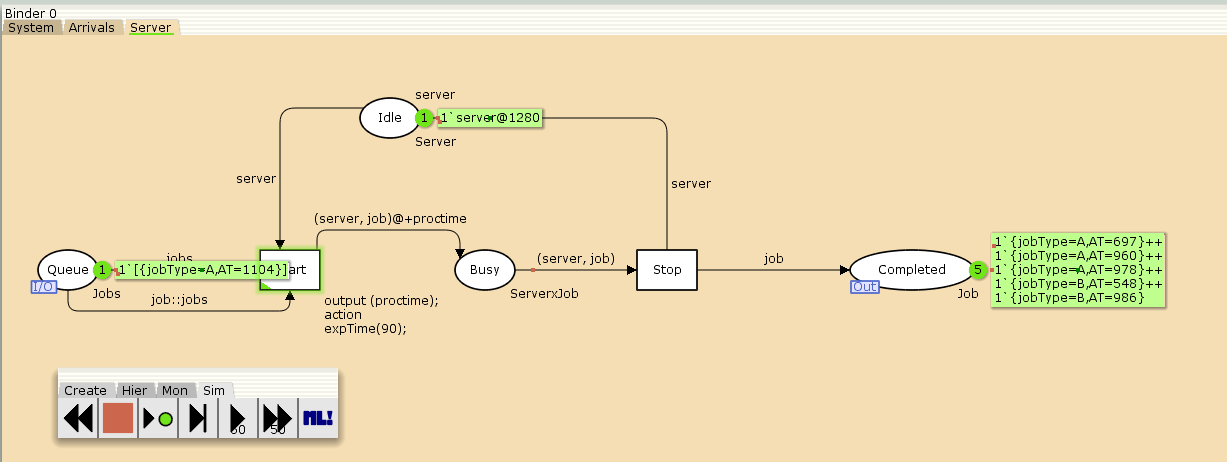 Binder 0
System Arrivals Server
server
Idle 1 1`server@1280
Server
server
server
(server, job)@+proctime
jobs
Queue 1 1`[{jobType=A,AT=1104}] art
I/O
Jobs
job::jobs
output (proctime);
action
expTime(90);
Busy
(server, job)
ServerxJob
Stop
job
Completed 5
Out
Job
1`{jobType=A,AT=697}++
1`{jobType=A,AT=960}++
1`{jobType=A,AT=978}++
1`{jobType=B,AT=548}++
1`{jobType=B,AT=986}
Create Hier Mon Sim
50 ML!